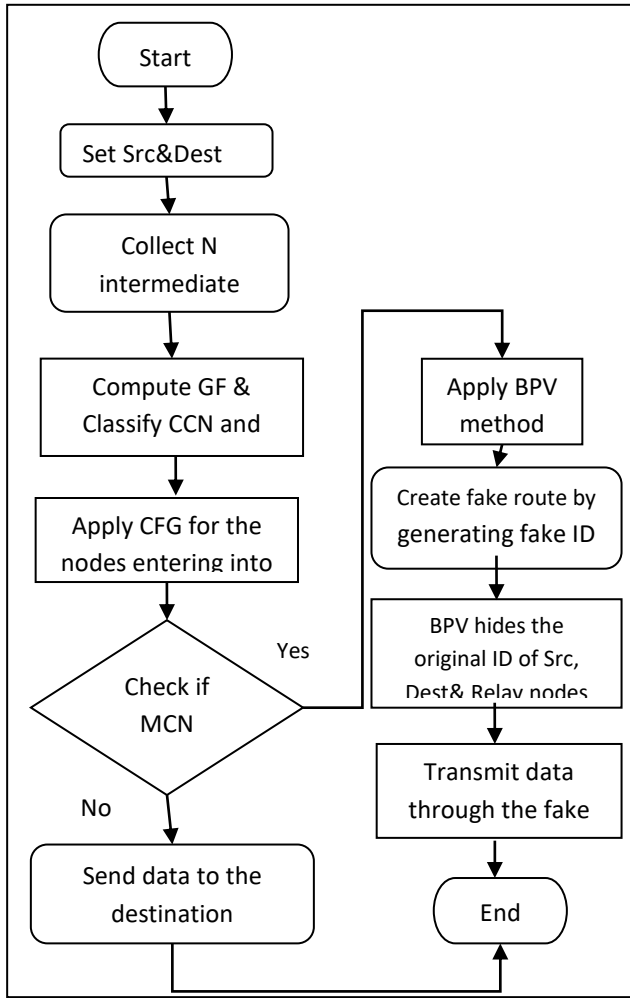 Start
Set Src&Dest
Collect N
intermediate
Compute GF &
Classify CCN and
Apply CFG for the
nodes entering into
Check if
MCN
Yes
No
Send data to the
destination
Apply BPV
method
Create fake route by
generating fake ID
BPV hides the
original ID of Src,
Dest& Relay nodes
Transmit data
through the fake
End